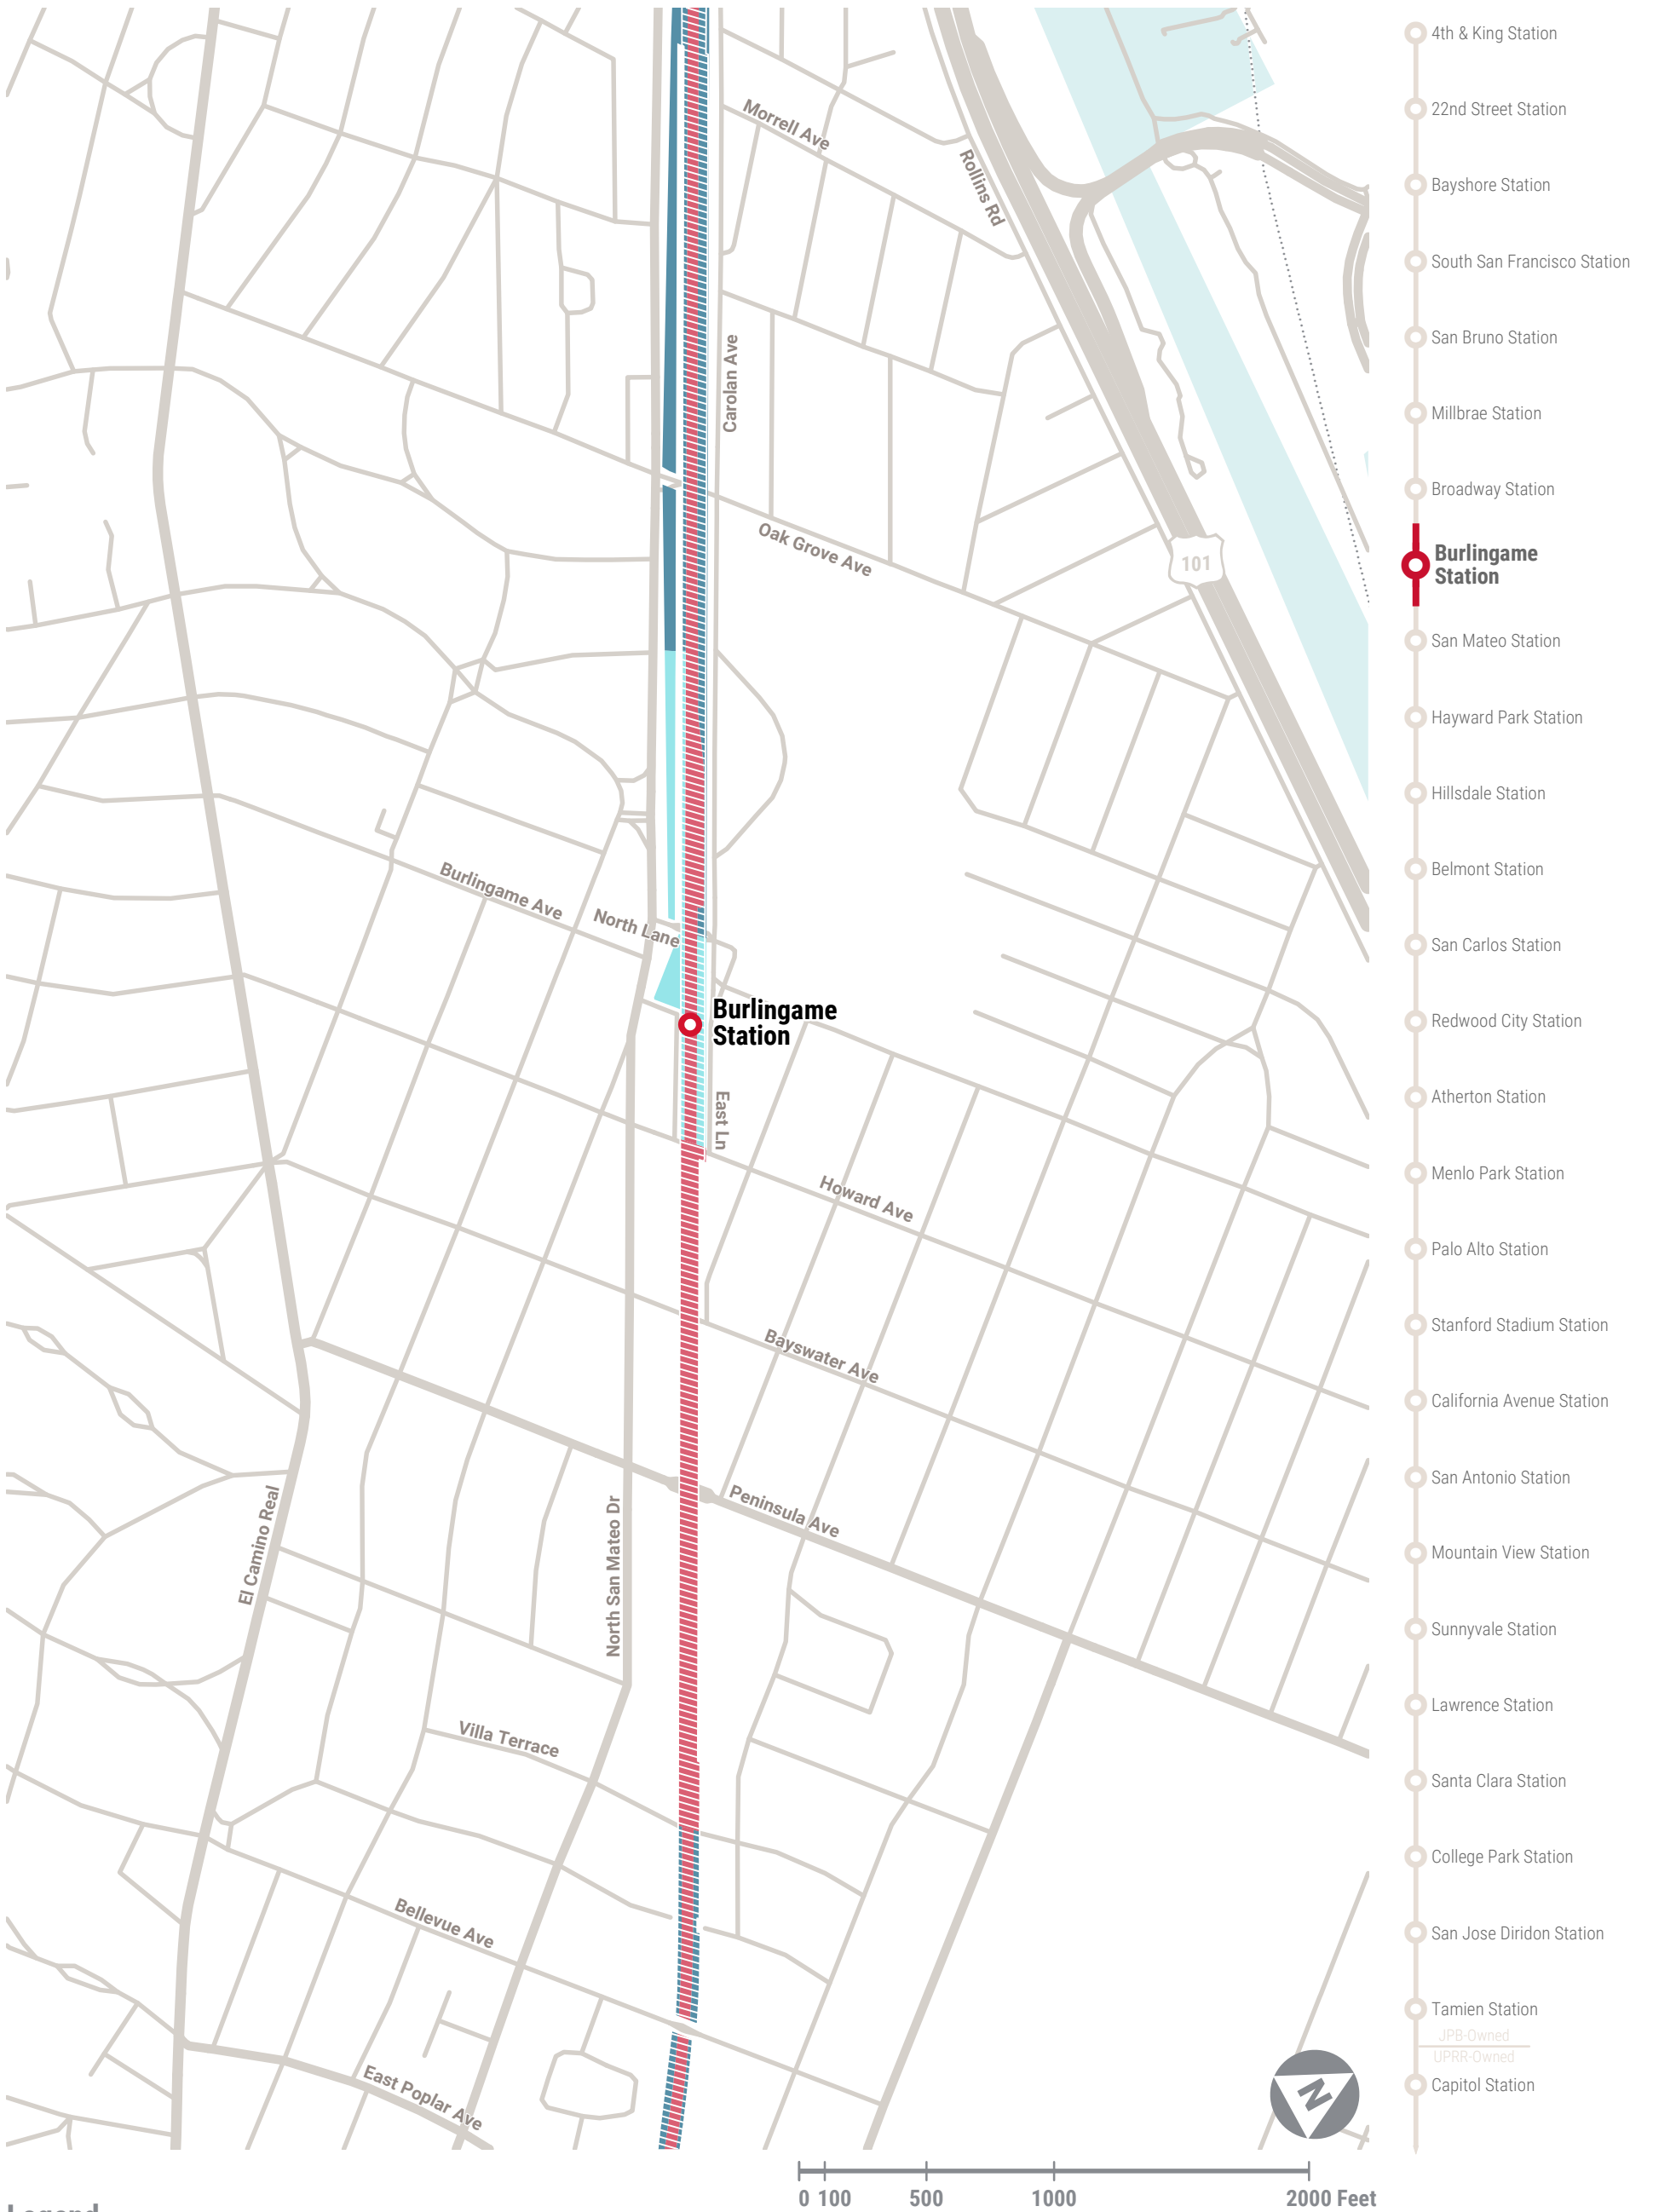 Morrell Ave
Rollins Rd
Carolan Ave
Oak Grove Ave
101
Burlingame Ave
North Lane
Burlingame
Station
East Ln
Howard Ave
Bayswater Ave
Peninsula Ave
El Camino Real
North San Mateo Dr
Villa Terrace
Bellevue Ave
East Poplar Ave
4th & King Station
22nd Street Station
Bayshore Station
South San Francisco Station
San Bruno Station
Millbrae Station
Broadway Station
Burlingame
Station
San Mateo Station
Hayward Park Station
Hillsdale Station
Belmont Station
San Carlos Station
Redwood City Station
Atherton Station
Menlo Park Station
Palo Alto Station
Stanford Stadium Station
California Avenue Station
San Antonio Station
Mountain View Station
Sunnyvale Station
Lawrence Station
Santa Clara Station
College Park Station
San Jose Diridon Station
Tamien Station
JPB-Owned
UPRR-Owned
Capitol Station
N
0 100 500 1000 2000 Feet
Legend